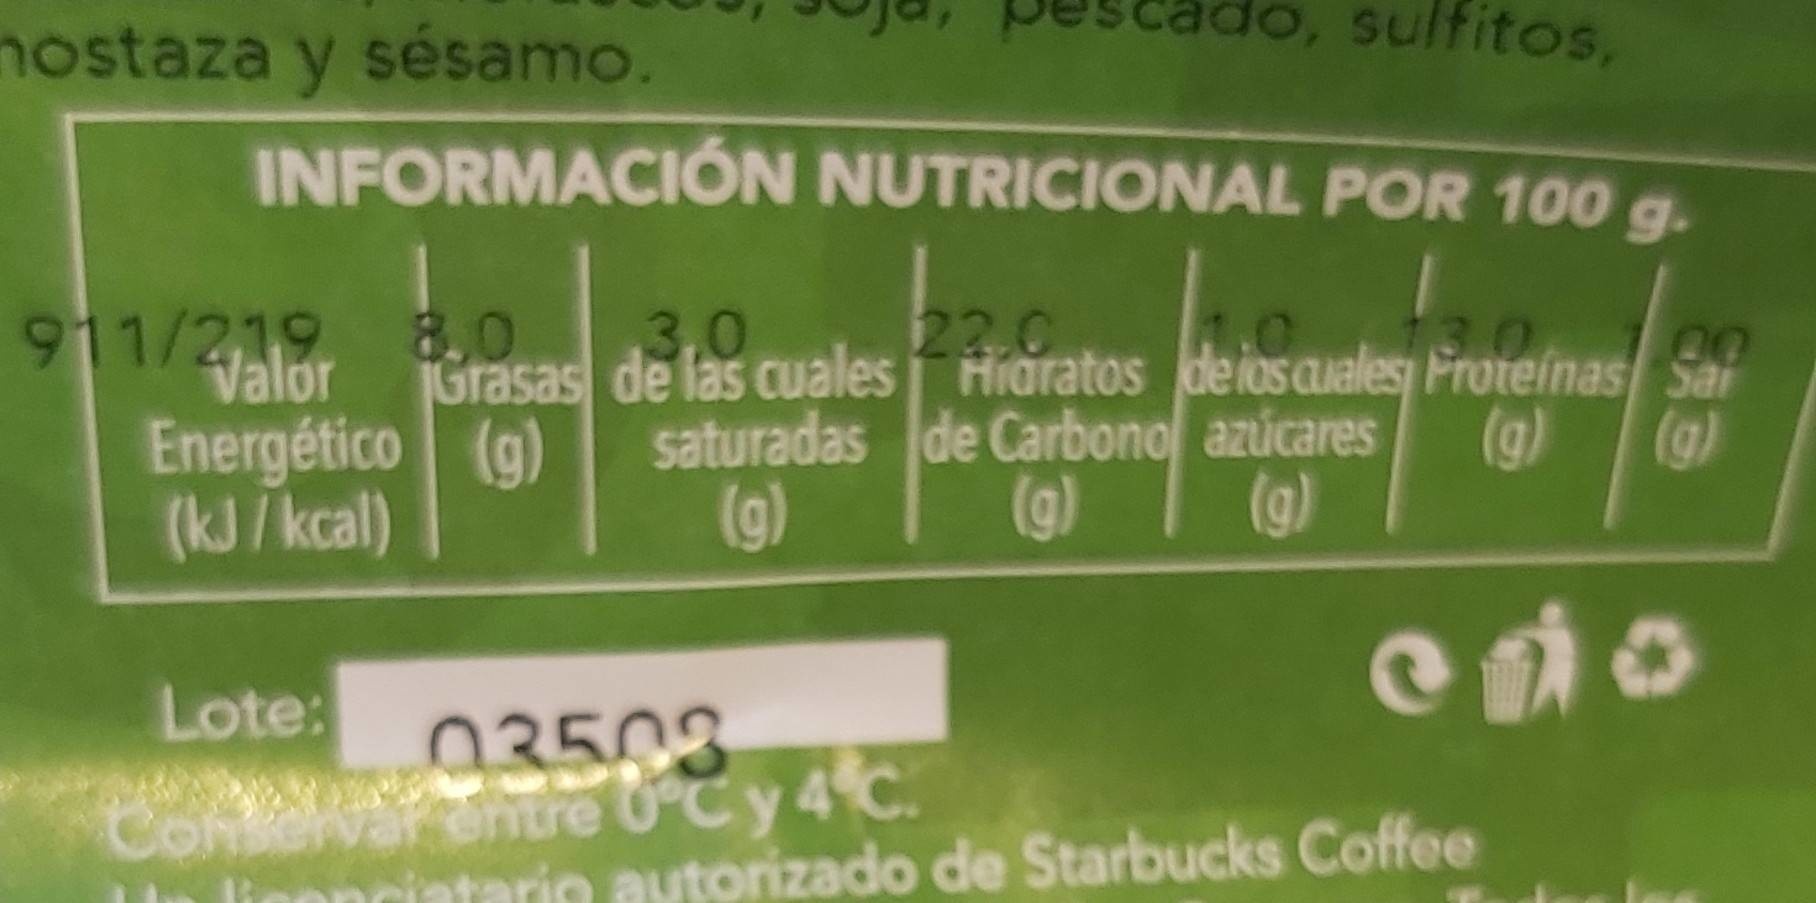 soja, pescado, sulfitos,
mostaza y sésamo.
INFORMACIÓN NUTRICIONAL POR 100 g.
911/219 8,0 3,0 22,0 1,0 13,0 1,00
Valor Grasas de las cuales Hidratos de los cuales Proteínas Sal
Energético (g) saturadas de Carbono azúcares (g) (g)
(kJ / kcal) (g) (g) (g)
Lote: 03508
Conservar entre 0°C y 4°C.
Un licenciatario autorizado de Starbucks Coffee